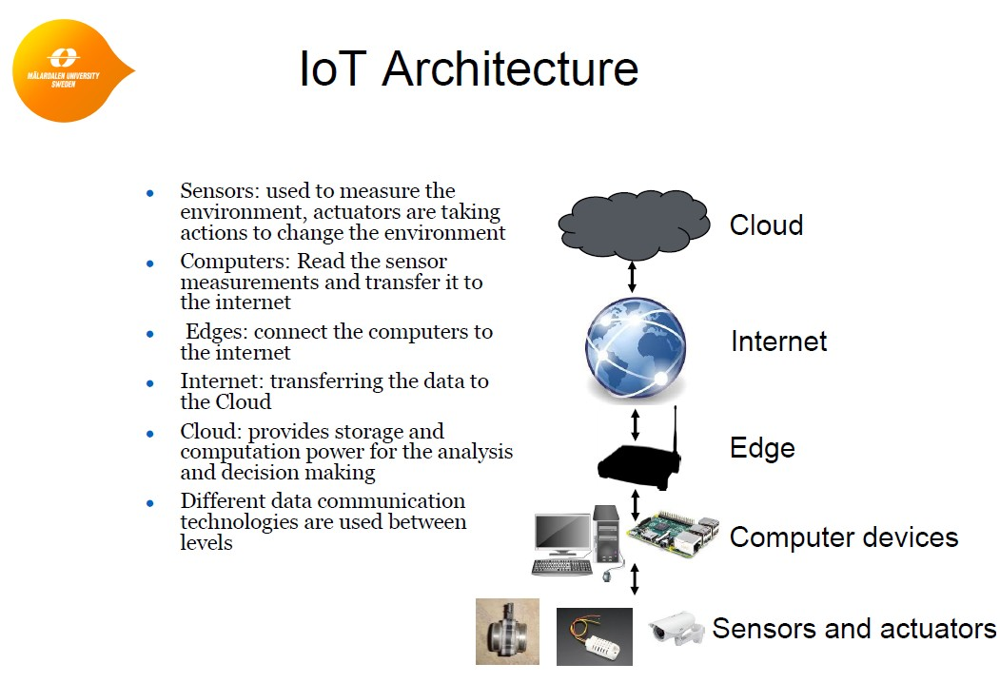 MÄLARDALEN UNIVERSITY
SWEDEN
IoT Architecture
Sensors: used to measure the
environment, actuators are taking
actions to change the environment
Computers: Read the sensor
measurements and transfer it to
the internet
Edges: connect the computers to
the internet
Internet: transferring the data to
the Cloud
Cloud: provides storage and
computation power for the analysis
and decision making
Different data communication
technologies are used between
levels
Cloud
Internet
Edge
Computer devices
Sensors and actuators